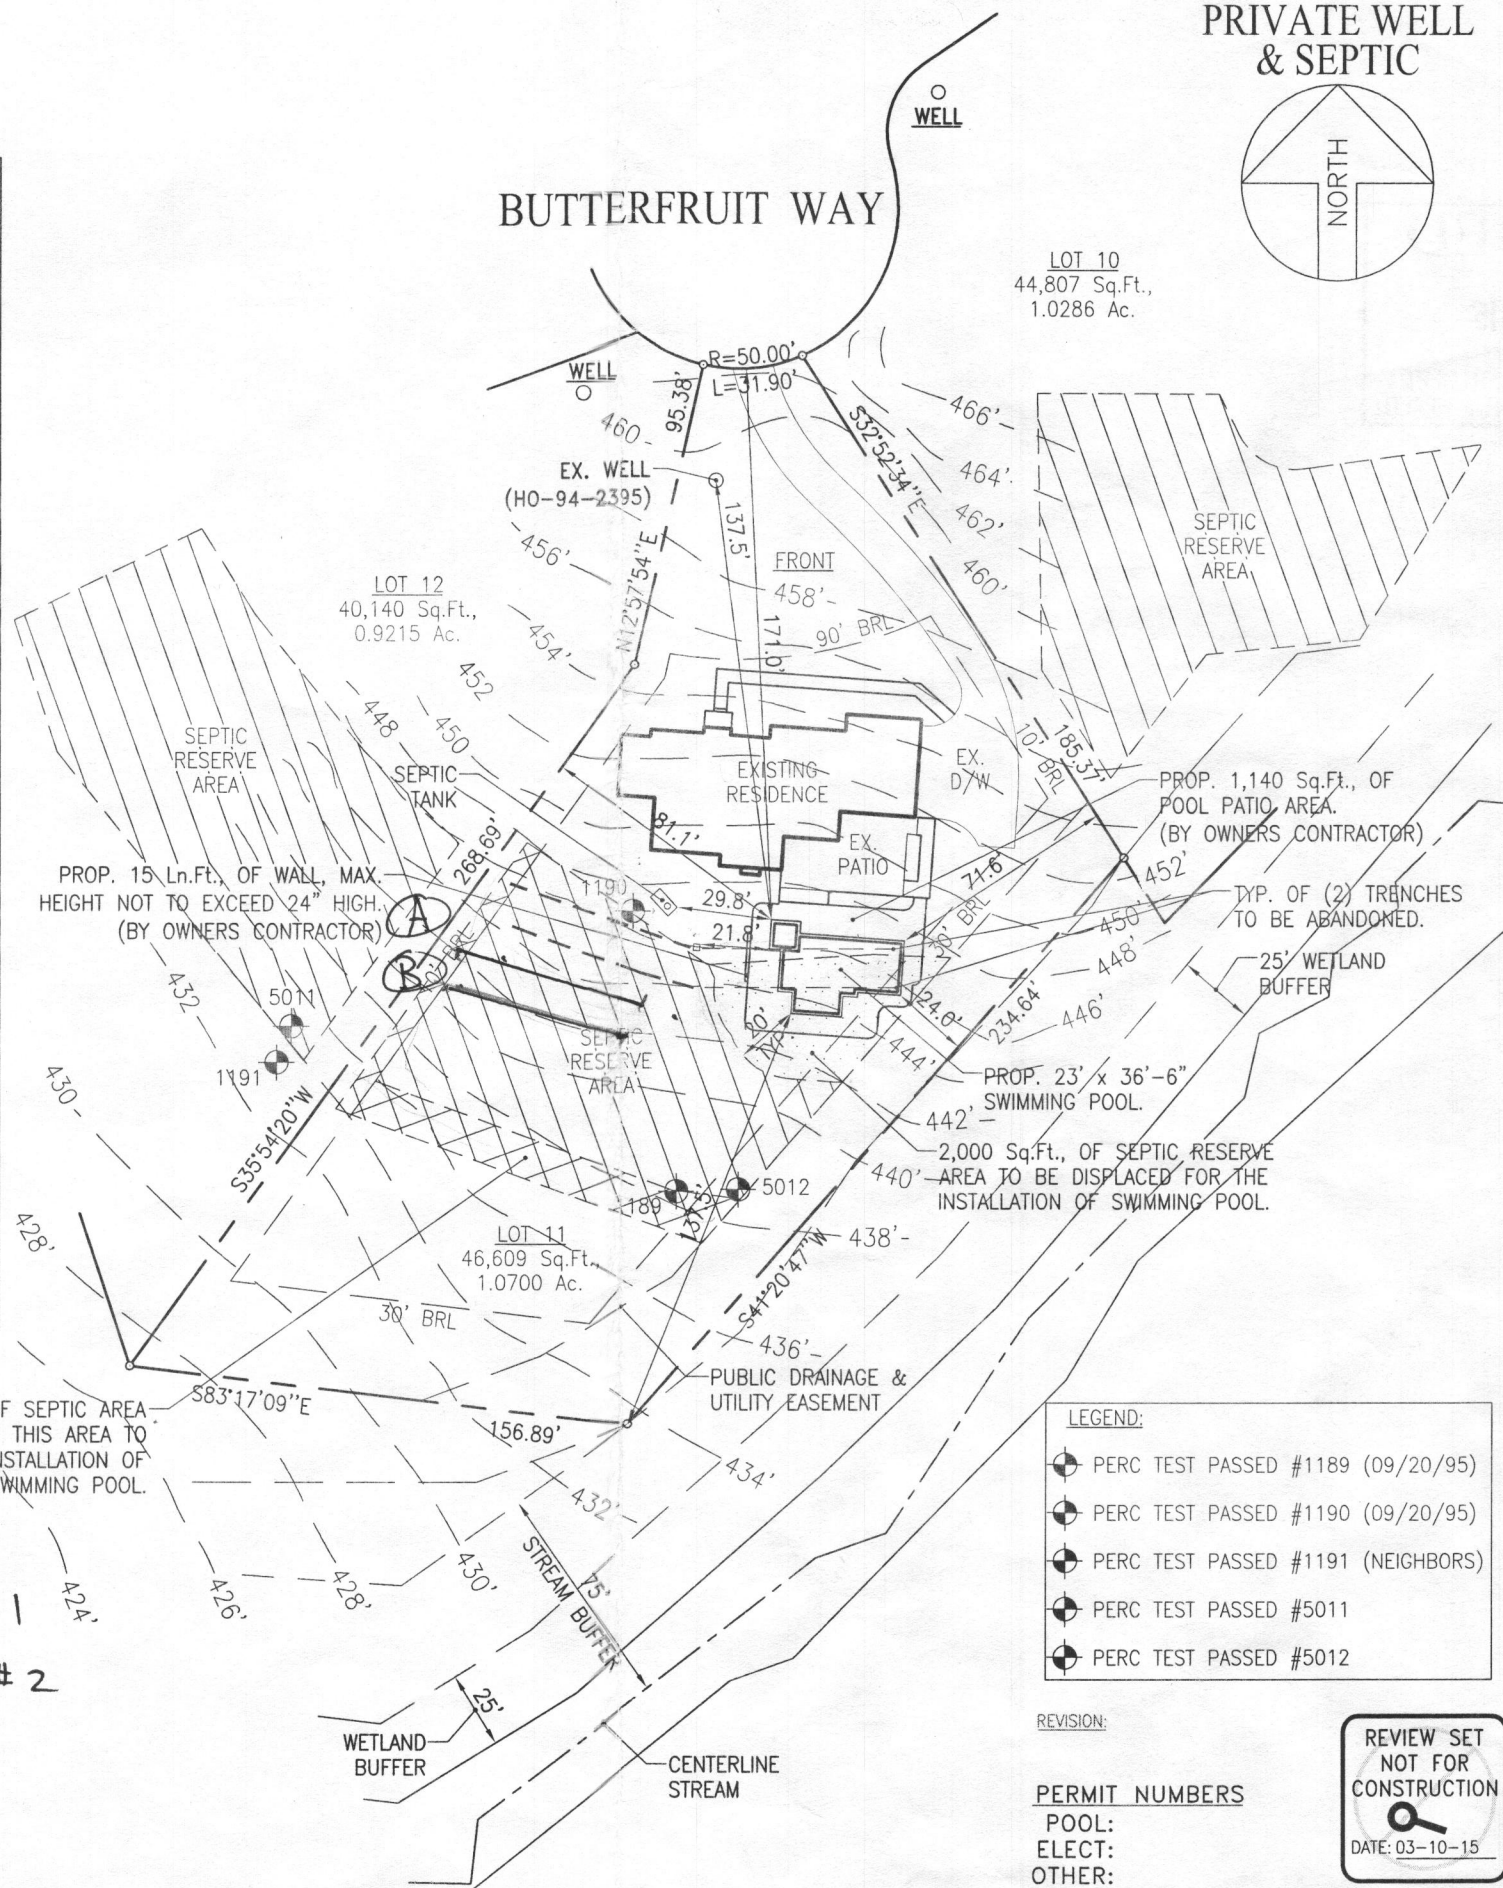 PRIVATE WELL
& SEPTIC
NORTH
WELL
BUTTERFRUIT WAY
LOT 10
44,807 Sq.Ft.,
1.0286 Ac.
R=50.00'
L=31.90'
WELL
95.38'
S32°52'34"E
460-
466'-
464'-
462'
460'
EX. WELL
(HO-94-2395)
137.5'
456'
FRONT
458'-
90' BRL
171.0'
N12°57'54"E
SEPTIC
RESERVE
AREA
LOT 12
40,140 Sq.Ft.,
0.9215 Ac.
454'
452
448
450
SEPTIC
RESERVE
AREA
SEPTIC
TANK
EXISTING
RESIDENCE
EX.
D/W
10' BRL
185.37'
PROP. 1,140 Sq.Ft., OF
POOL PATIO AREA.
(BY OWNERS CONTRACTOR)
81.1'
EX.
PATIO
71.6'
452'
268.69'
PROP. 15 Ln.Ft., OF WALL, MAX.
HEIGHT NOT TO EXCEED 24" HIGH.
(BY OWNERS CONTRACTOR)
A
B
1190
29.8'
21.8'
30' BRL
TYP. OF (2) TRENCHES
TO BE ABANDONED.
450'
448'
25' WETLAND
BUFFER
432
5011
1191
10' BRL
SEPTIC
RESERVE
AREA
20'
TYP.
24.0'
234.64'
446'
444'
PROP. 23' x 36'-6"
SWIMMING POOL.
430-
442'-
2,000 Sq.Ft., OF SEPTIC RESERVE
AREA TO BE DISPLACED FOR THE
INSTALLATION OF SWIMMING POOL.
440'
S35°54'20"W
1189
5012
137.5'
438'-
428'
LOT 11
46,609 Sq.Ft.,
1.0700 Ac.
30' BRL
S41°20'47"W
436'-
PUBLIC DRAINAGE &
UTILITY EASEMENT
F SEPTIC AREA
THIS AREA TO
STALLATION OF
WIMMING POOL.
S83°17'09"E
156.89'
434'
432'
430'
428'
426'
424'
1
# 2
75'
STREAM BUFFER
25'
WETLAND
BUFFER
CENTERLINE
STREAM
LEGEND:
PERC TEST PASSED #1189 (09/20/95)
PERC TEST PASSED #1190 (09/20/95)
PERC TEST PASSED #1191 (NEIGHBORS)
PERC TEST PASSED #5011
PERC TEST PASSED #5012
REVISION:
PERMIT NUMBERS
POOL:
ELECT:
OTHER:
REVIEW SET
NOT FOR
CONSTRUCTION
DATE: 03-10-15